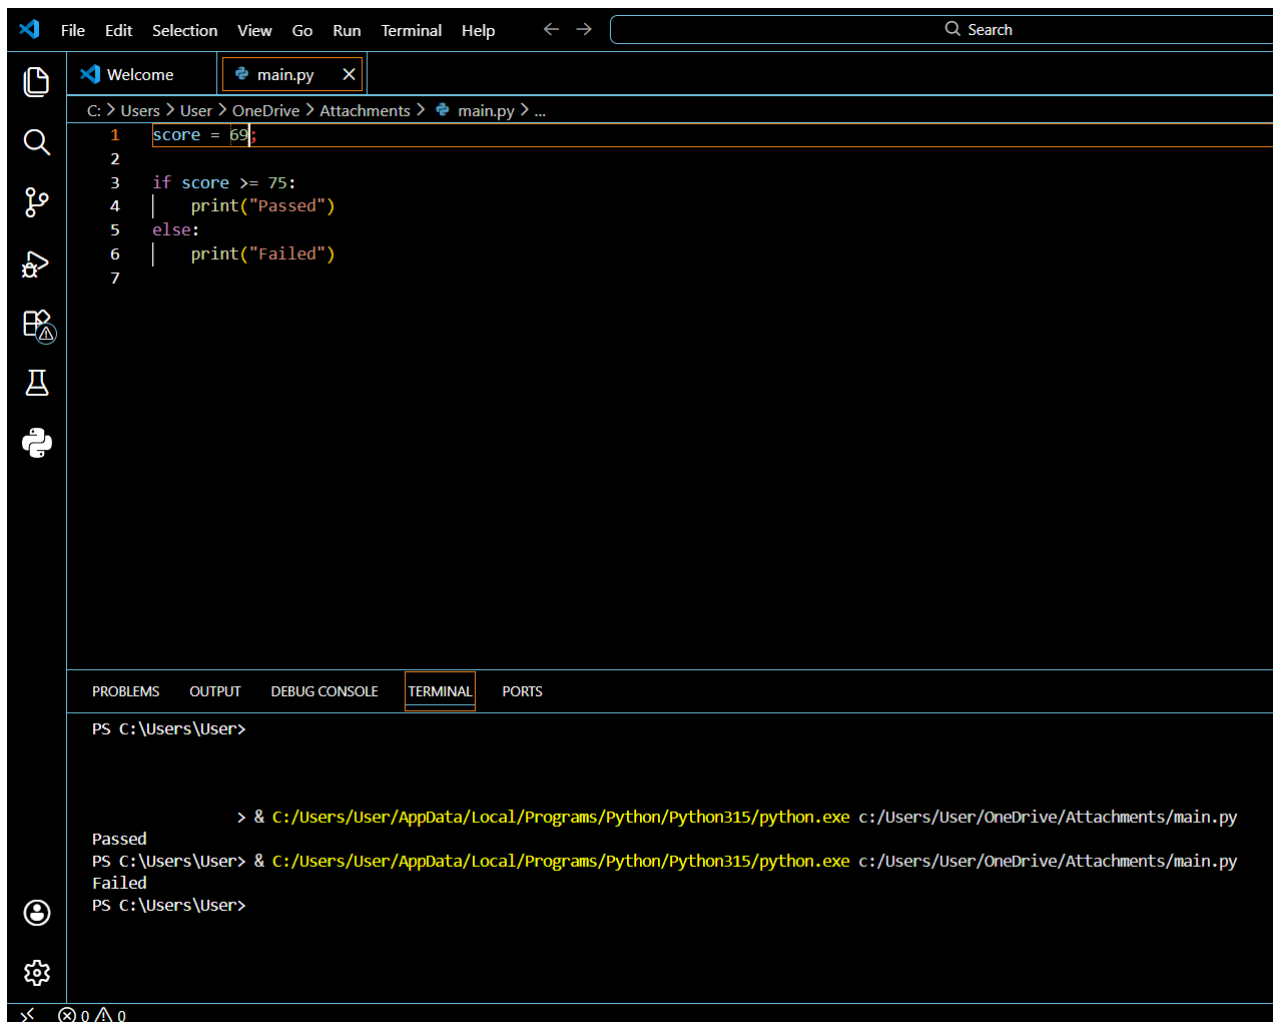 File Edit Selection View Go Run Terminal Help Search
Welcome main.py
C: > Users > User > OneDrive > Attachments > main.py > ...
1 score = 69;
2
3 if score >= 75:
4     print("Passed")
5 else:
6     print("Failed")
7
PROBLEMS OUTPUT DEBUG CONSOLE TERMINAL PORTS
PS C:\Users\User>
> & C:/Users/User/AppData/Local/Programs/Python/Python315/python.exe c:/Users/User/OneDrive/Attachments/main.py
Passed
PS C:\Users\User> & C:/Users/User/AppData/Local/Programs/Python/Python315/python.exe c:/Users/User/OneDrive/Attachments/main.py
Failed
PS C:\Users\User>
0 0